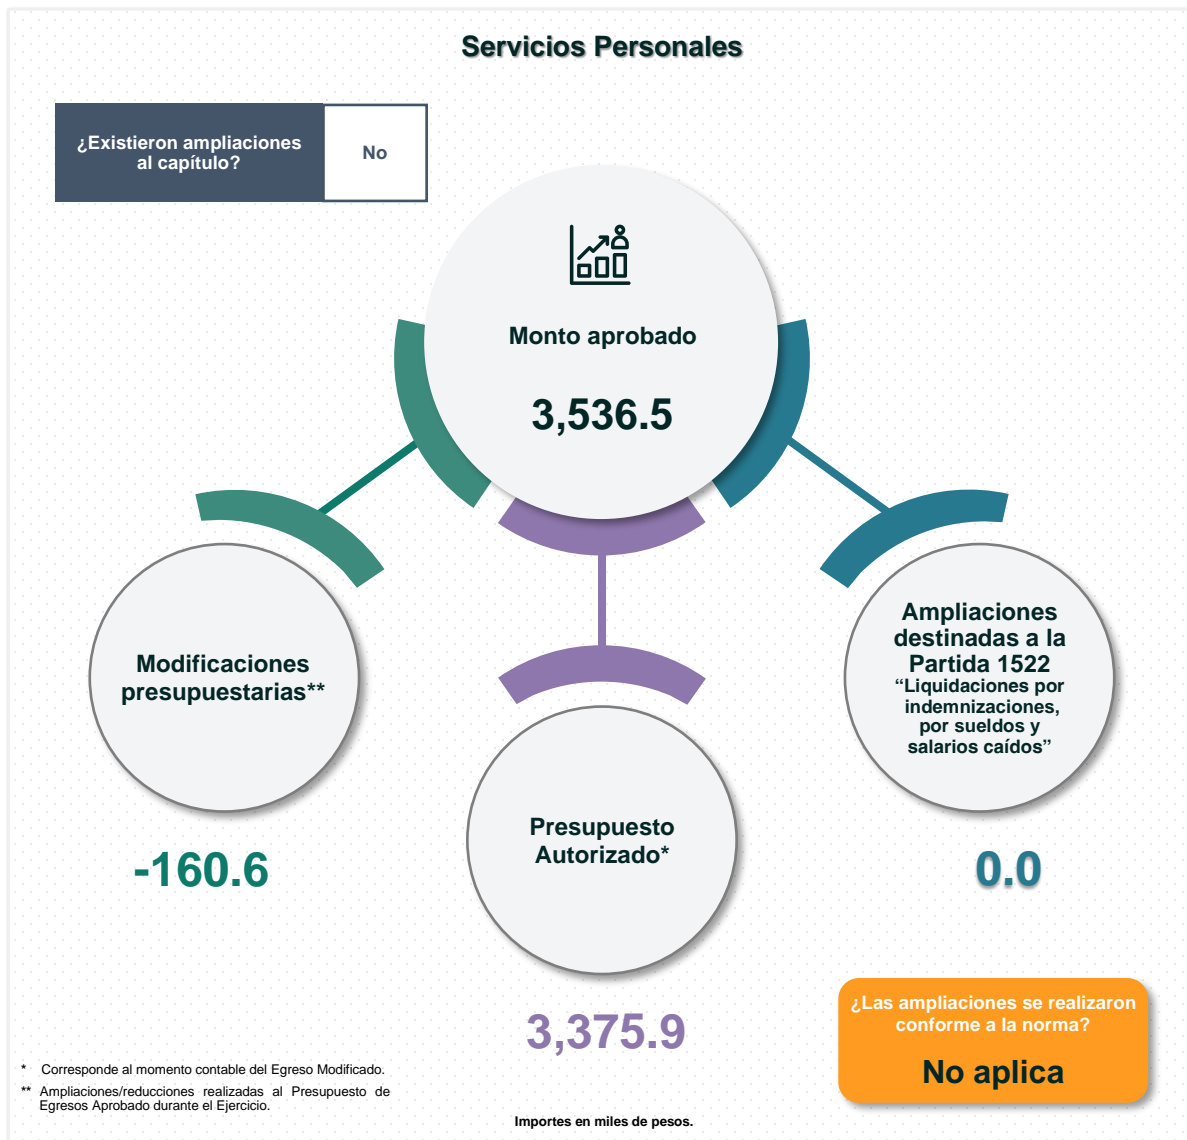 Servicios Personales
¿Existieron ampliaciones
al capítulo?
No
Monto aprobado
3,536.5
Modificaciones
presupuestarias**
-160.6
Presupuesto
Autorizado*
3,375.9
Ampliaciones
destinadas a la
Partida 1522
“Liquidaciones por
indemnizaciones,
por sueldos y
salarios caídos”
0.0
¿Las ampliaciones se realizaron
conforme a la norma?
No aplica
* Corresponde al momento contable del Egreso Modificado.
** Ampliaciones/reducciones realizadas al Presupuesto de
Egresos Aprobado durante el Ejercicio.
Importes en miles de pesos.